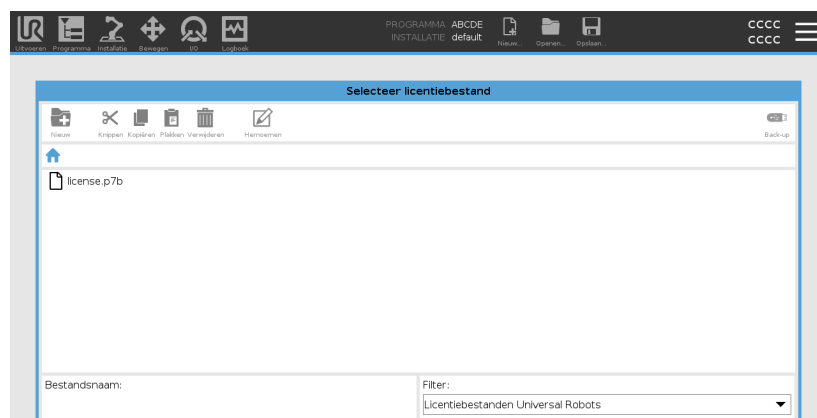 UR
Uitvoeren Programma Installatie Bewegen I/O Logboek
PROGRAMMA ABCDE
INSTALLATIE default
Nieuw... Openen... Opslaan...
CCCC
CCCC
Selecteer licentiebestand
Nieuw Knippen Kopiëren Plakken Verwijderen Hernoemen Back-up
license.p7b
Bestandsnaam:
Filter:
Licentiebestanden Universal Robots